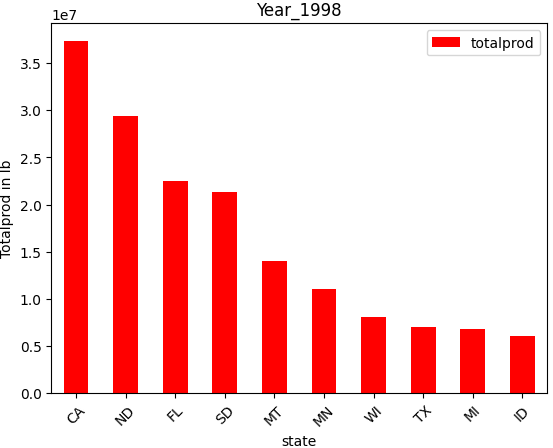 Year_1998
1e7
totalprod
3.5
3.0
2.5
2.0
1.5
1.0
0.5
0.0
Totalprod in lb
CA ND FL SD MT MN WI TX MI ID
state